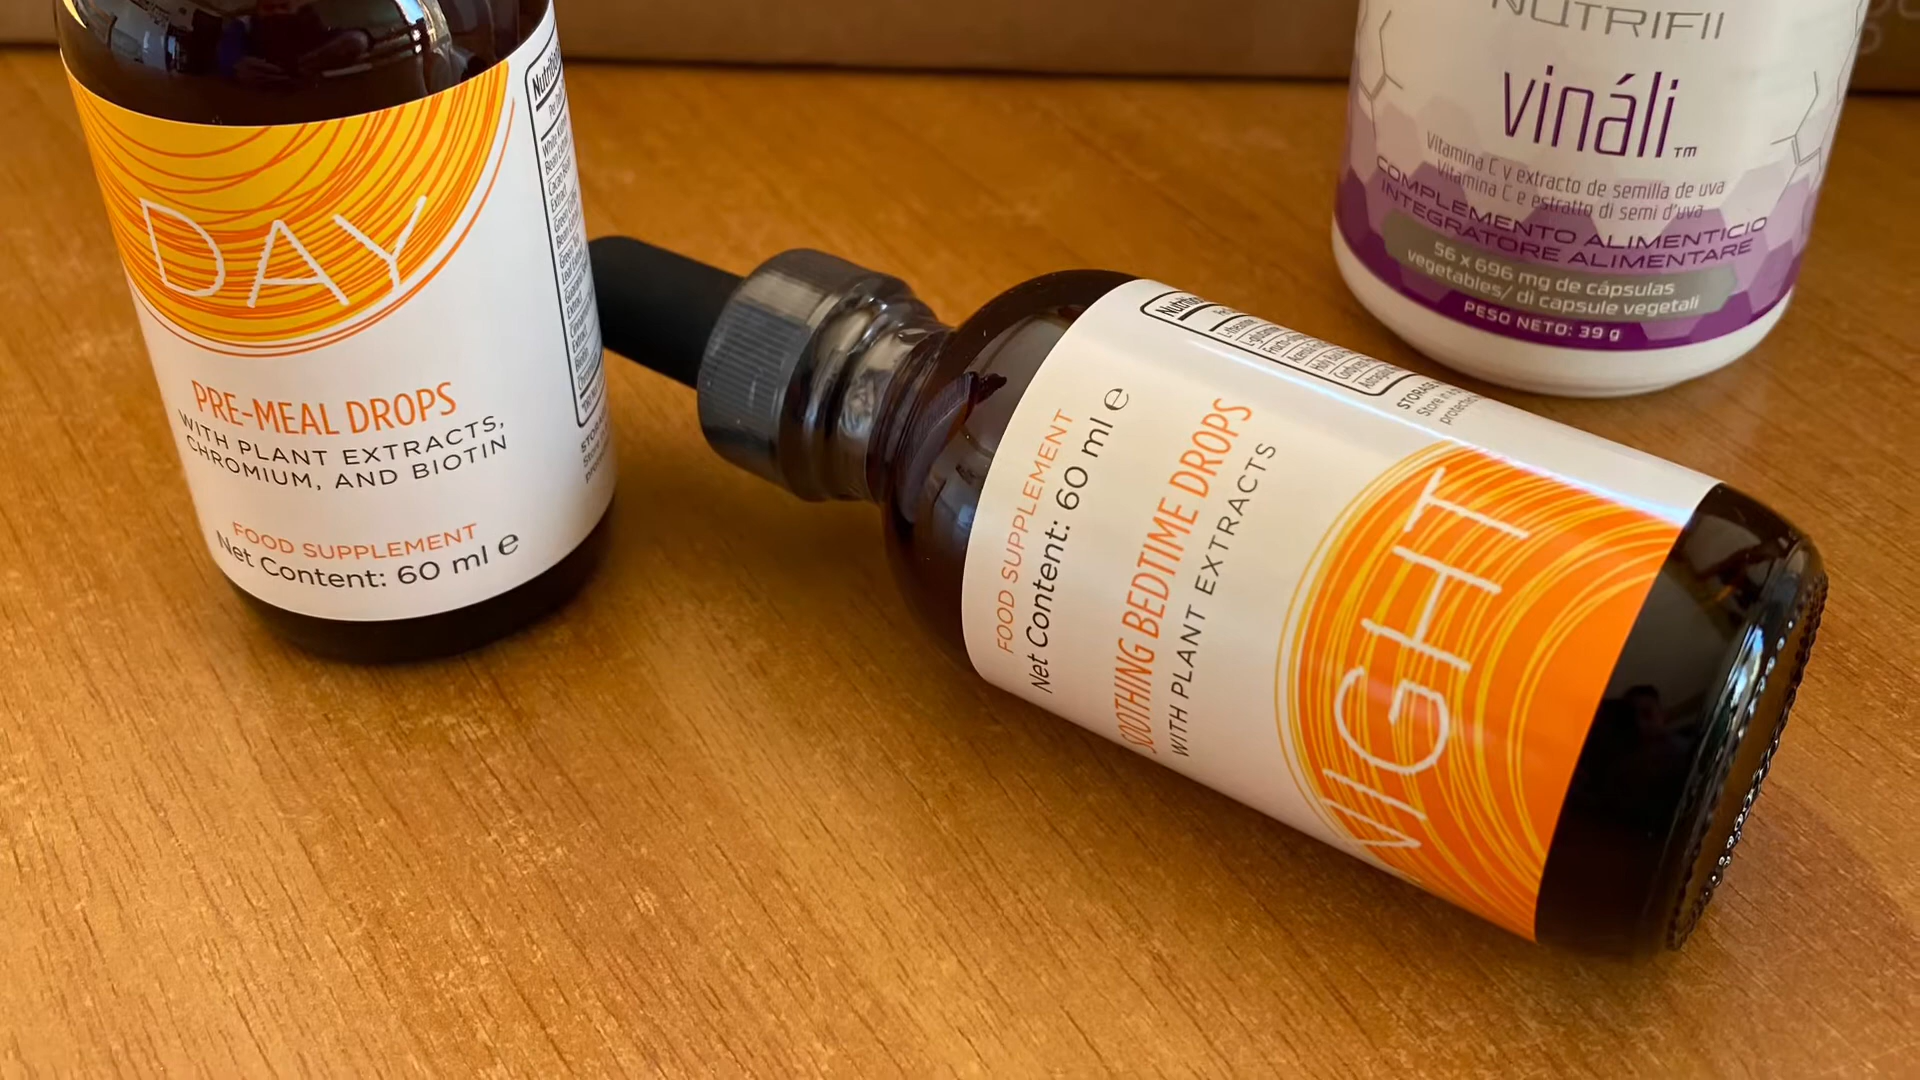 DAY
PRE-MEAL DROPS
WITH PLANT EXTRACTS,
CHROMIUM, AND BIOTIN
FOOD SUPPLEMENT
Net Content: 60 ml e
NIGHT
SOOTHING BEDTIME DROPS
WITH PLANT EXTRACTS
FOOD SUPPLEMENT
Net Content: 60 ml e
STORAGE
NUTRIFII
vináli™
Vitamina C y extracto de semilla de uva
Vitamina C e estratto di semi d'uva
COMPLEMENTO ALIMENTICIO
INTEGRATORE ALIMENTARE
56 x 696 mg de cápsulas
vegetables/ di capsule vegetali
PESO NETO: 39 g